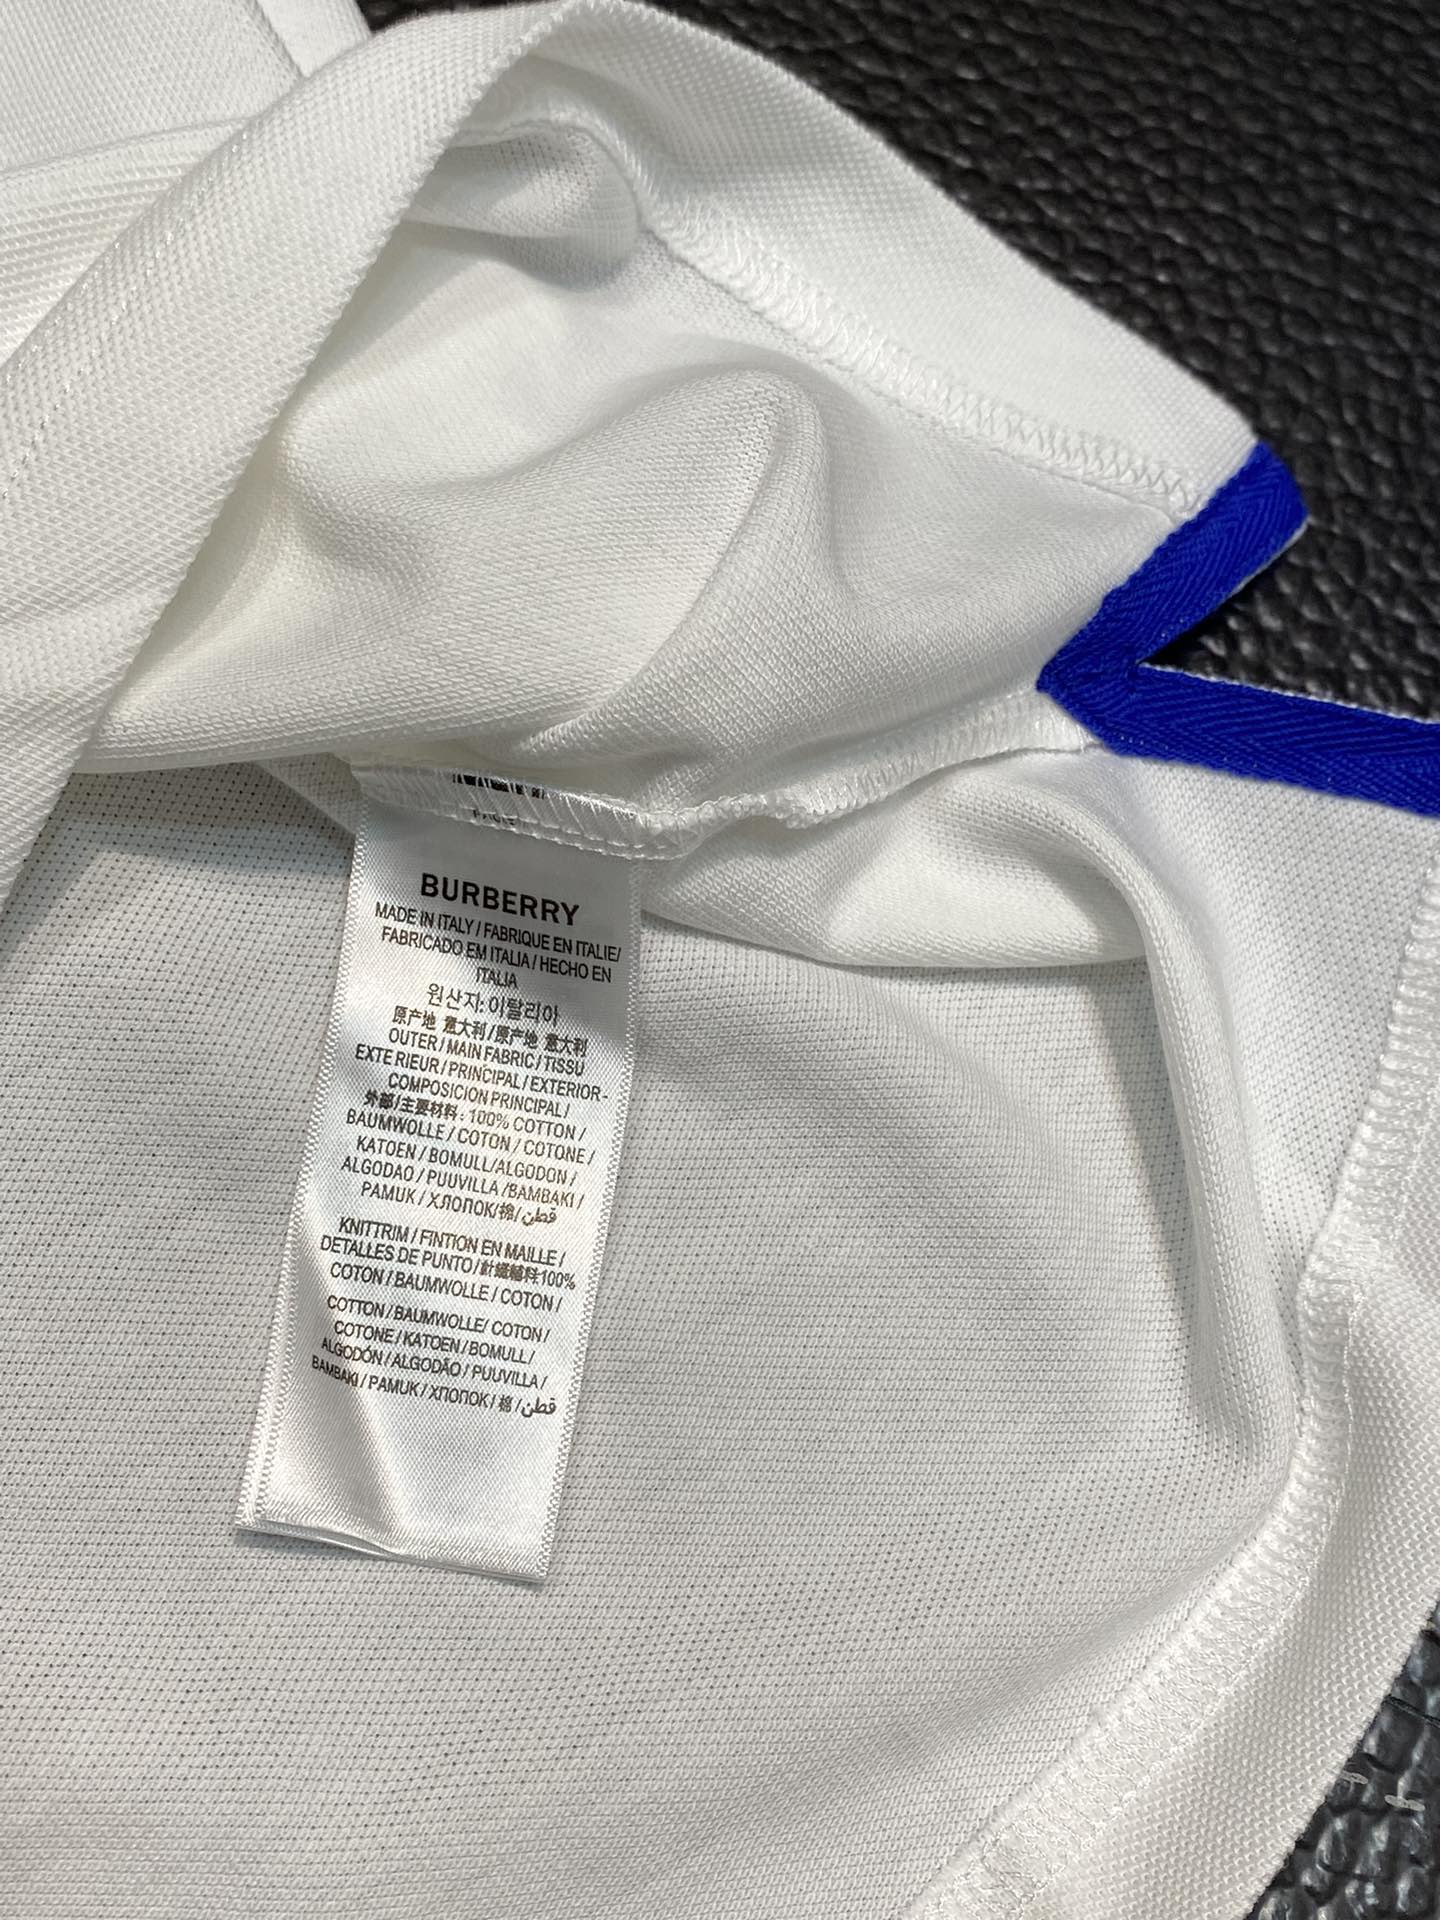 BURBERRY
MADE IN ITALY / FABRIQUE EN ITALIE/
FABRICADO EM ITALIA / HECHO EN
ITALIA
원산지: 이탈리아
原产地 意大利 / 原产地 意大利
OUTER / MAIN FABRIC / TISSU
EXTE RIEUR / PRINCIPAL / EXTERIOR-
COMPOSICION PRINCIPAL /
外部/主要材料: 100% COTTON /
BAUMWOLLE / COTON / COTONE /
KATOEN / BOMULL/ALGODON /
ALGODAO / PUUVILLA /BAMBAKI /
PAMUK / ХЛОПОК/棉/قطن
KNITTRIM / FINTION EN MAILLE /
DETALLES DE PUNTO/針織輔料100%
COTON / BAUMWOLLE / COTON /
COTTON / BAUMWOLLE/ COTON /
COTONE / KATOEN / BOMULL /
ALGODÓN / ALGODÃO / PUUVILLA /
BAMBAKI / PAMUK / ХЛОПОК / 棉 /قطن